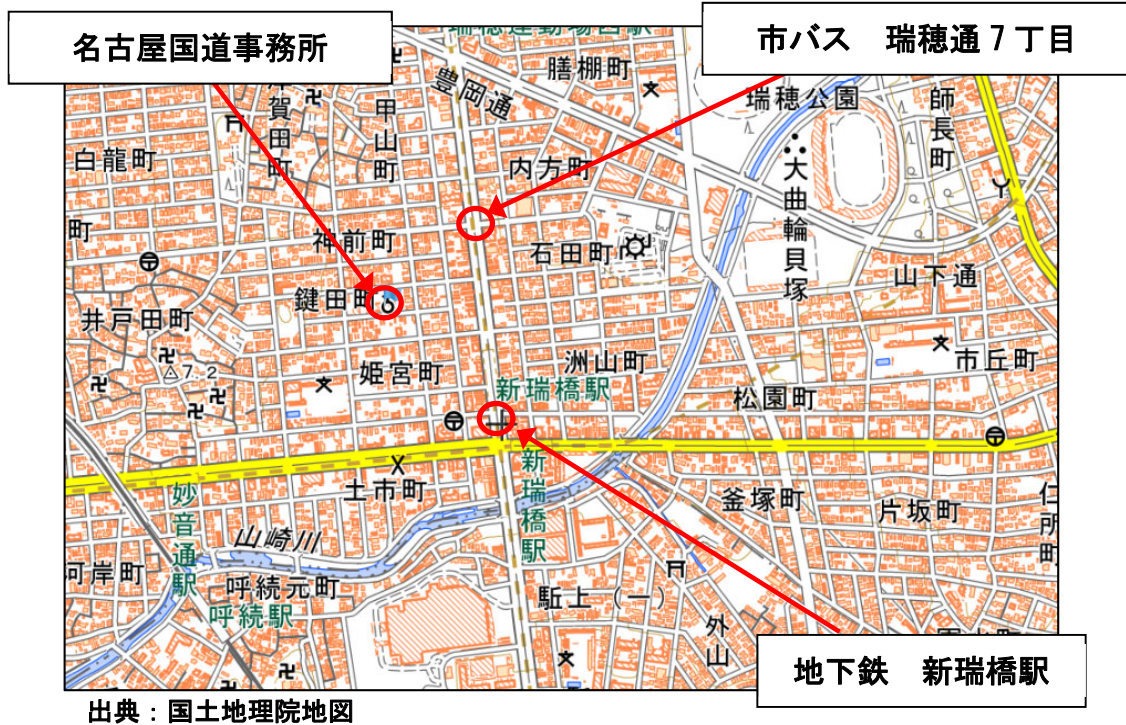 名古屋国道事務所
市バス　瑞穂通７丁目
瑞穂運動場西駅
膳棚町
豊岡通
瑞穂公園
師長町
甲山町
賀田町
白龍町
内方町
大曲輪貝塚
町
神前町
石田町
山下通
鍵田町
井戸田町
洲山町
市丘町
7.2
姫宮町
新瑞橋駅
松園町
新瑞橋駅
土市町
妙音通駅
釜塚町
片坂町
仁所町
山崎川
河岸町
呼続元町
呼続駅
駈上（一）
外山
地下鉄　新瑞橋駅
出典：国土地理院地図